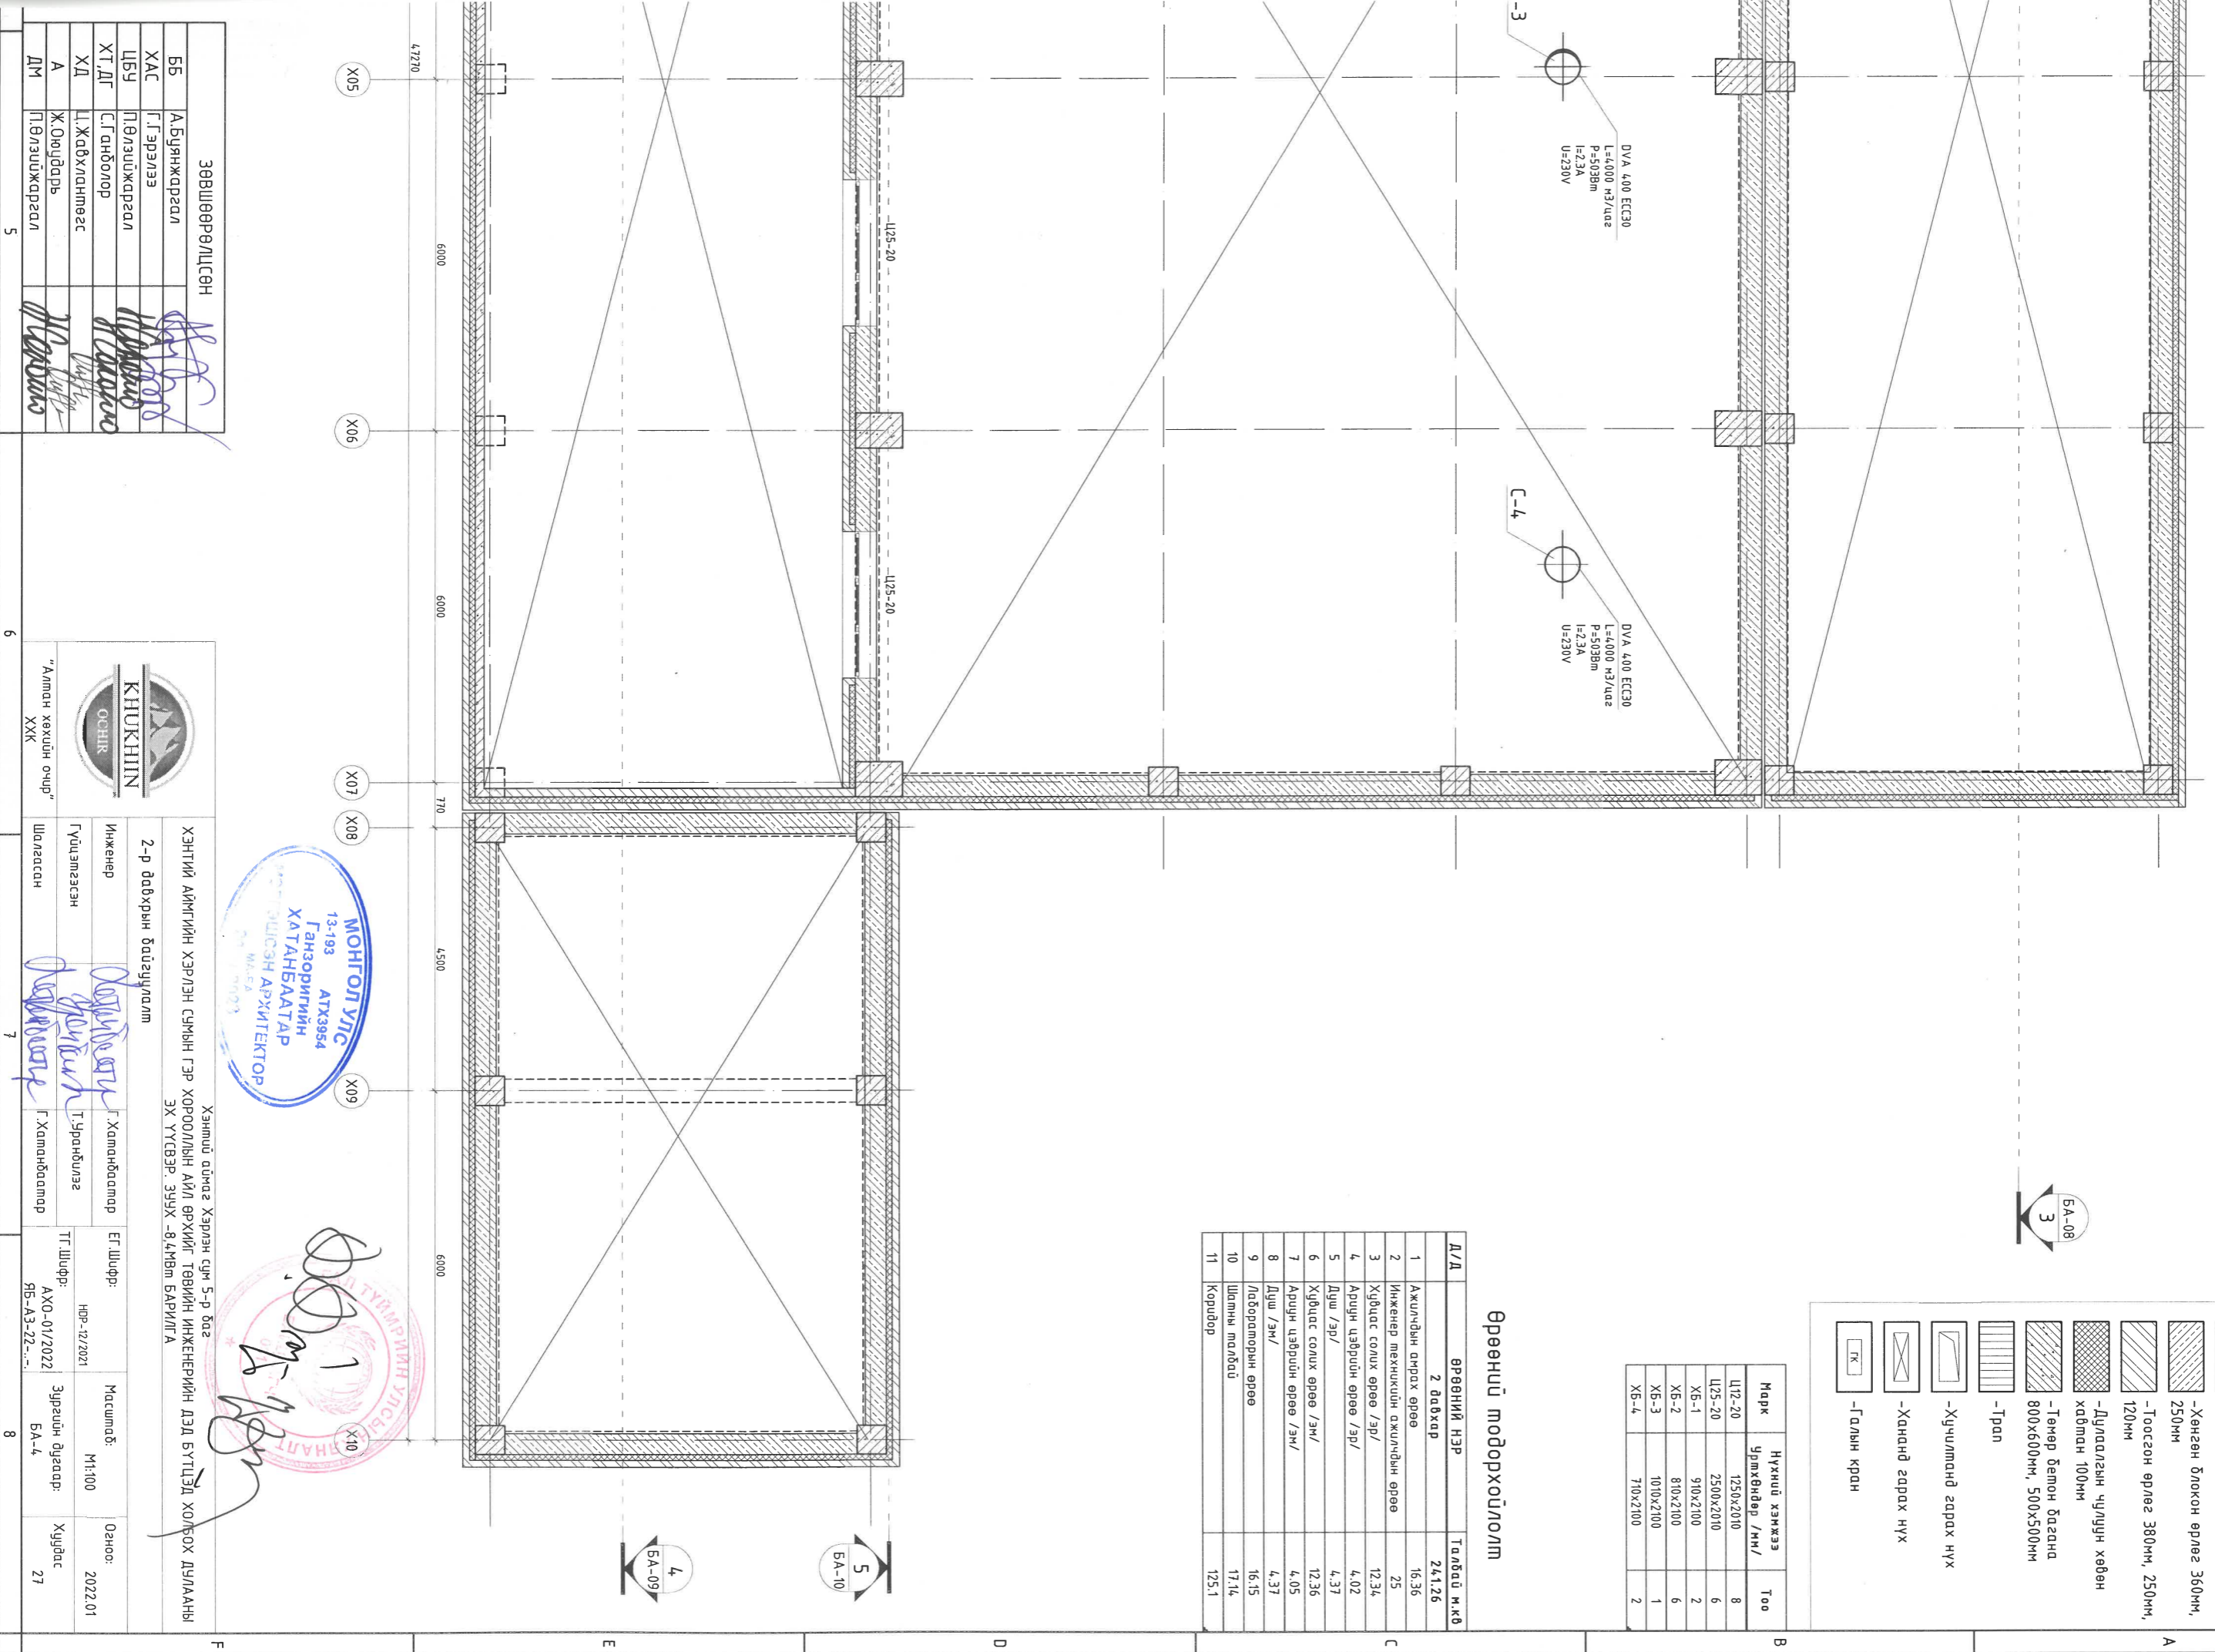 -Хөнгөн блокон өрлөг 360мм,
250мм
-Тоосгон өрлөг 380мм, 250мм,
120мм
-Дулаалгын чулуун хөвөн
хавтан 100мм
-Төмөр бетон багана
800х600мм, 500х500мм
-Трап
-Хучилтанд гарах нүх
-Хананд гарах нүх
ГК
-Галын кран
Марк Нүхний хэмжээ УртхӨндөр /мм/ Тоо
Ц12-20 1250х2010 8
Ц25-20 2500х2010 6
ХБ-1 910х2100 2
ХБ-2 810х2100 6
ХБ-3 1010х2100 1
ХБ-4 710х2100 2
Өрөөний тодорхойлолт
Д/Д ӨРӨӨНИЙ НЭР Талбай м.кв
2 давхар 241.26
1 Ажилчдын амрах өрөө 16.36
2 Инженер техникийн ажилчдын өрөө 25
3 Хувцас солих өрөө /эр/ 12.34
4 Ариун цэврийн өрөө /эр/ 4.02
5 Душ /эр/ 4.37
6 Хувцас солих өрөө /эм/ 12.36
7 Ариун цэврийн өрөө /эм/ 4.05
8 Душ /эм/ 4.37
9 Лабораторын өрөө 16.15
10 Шатны талбай 17.14
11 Коридор 125.1
-3
DVA 400 ECC30
L=4000 м3/цаг
P=503Вт
I=2.3A
U=230V
С-4
DVA 400 ECC30
L=4000 м3/цаг
P=503Вт
I=2.3A
U=230V
Ц25-20
Ц25-20
БА-08
3
4
БА-09
5
БА-10
47270
6000
6000
770
4500
6000
X05
X06
X07
X08
X09
X10
ЗӨВШӨӨРӨЛЦСӨН
ББ А.Буянжаргал
ХАС Г.Гэрэлээ
ЦБУ П.Өлзийжаргал
ХТ,ДГ С.Ганболор
ХД Ц.Жавхлантөгс
А Ж.Оюударь
ДМ П.Өлзийжаргал
KHUKHIIN
OCHIR
"Алтан хөхийн очир"
ХХК
МОНГОЛ УЛС
13-193 АТХ3954
Ганзоригийн
ХАТАНБААТАР
АРХИТЕКТОР
Хэнтий аймаг Хэрлэн сум 5-р баг
ХЭНТИЙ АЙМГИЙН ХЭРЛЭН СУМЫН ГЭР ХОРООЛЛЫН АЙЛ ӨРХИЙГ ТӨВИЙН ИНЖЕНЕРИЙН ДЭД БҮТЦЭД ХОЛБОХ ДУЛААНЫ
ЭХ ҮҮСВЭР. ЗУУХ -8,4МВт БАРИЛГА
2-р давхрын байгуулалт
Инженер Г.Хатанбаатар
Гүйцэтгэсэн Т.Уранбилэг
Шалгасан Г.Хатанбаатар
ЕГ.Шифр: HDP-12/2021
ТГ.Шифр: АХО-01/2022
ЯБ-АЗ-22-..-.
Масштаб: М1:100
Огноо: 2022.01
Зургийн дугаар: БА-4
Хуудас 27
5
6
7
8
A
B
C
D
E
F